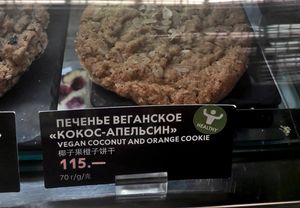 ПЕЧЕНЬЕ ВЕГАНСКОЕ
«КОКОС-АПЕЛЬСИН»
VEGAN COCONUT AND ORANGE COOKIE
椰子果橙子饼干
115.—
70 г/g/克
HEALTHY